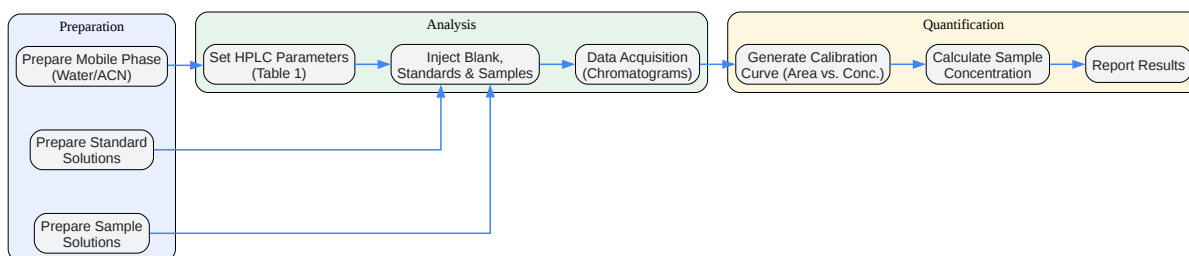 Preparation
Prepare Mobile Phase
(Water/ACN)
Prepare Standard
Solutions
Prepare Sample
Solutions
Analysis
Set HPLC Parameters
(Table 1)
Inject Blank,
Standards & Samples
Data Acquisition
(Chromatograms)
Quantification
Generate Calibration
Curve (Area vs. Conc.)
Calculate Sample
Concentration
Report Results